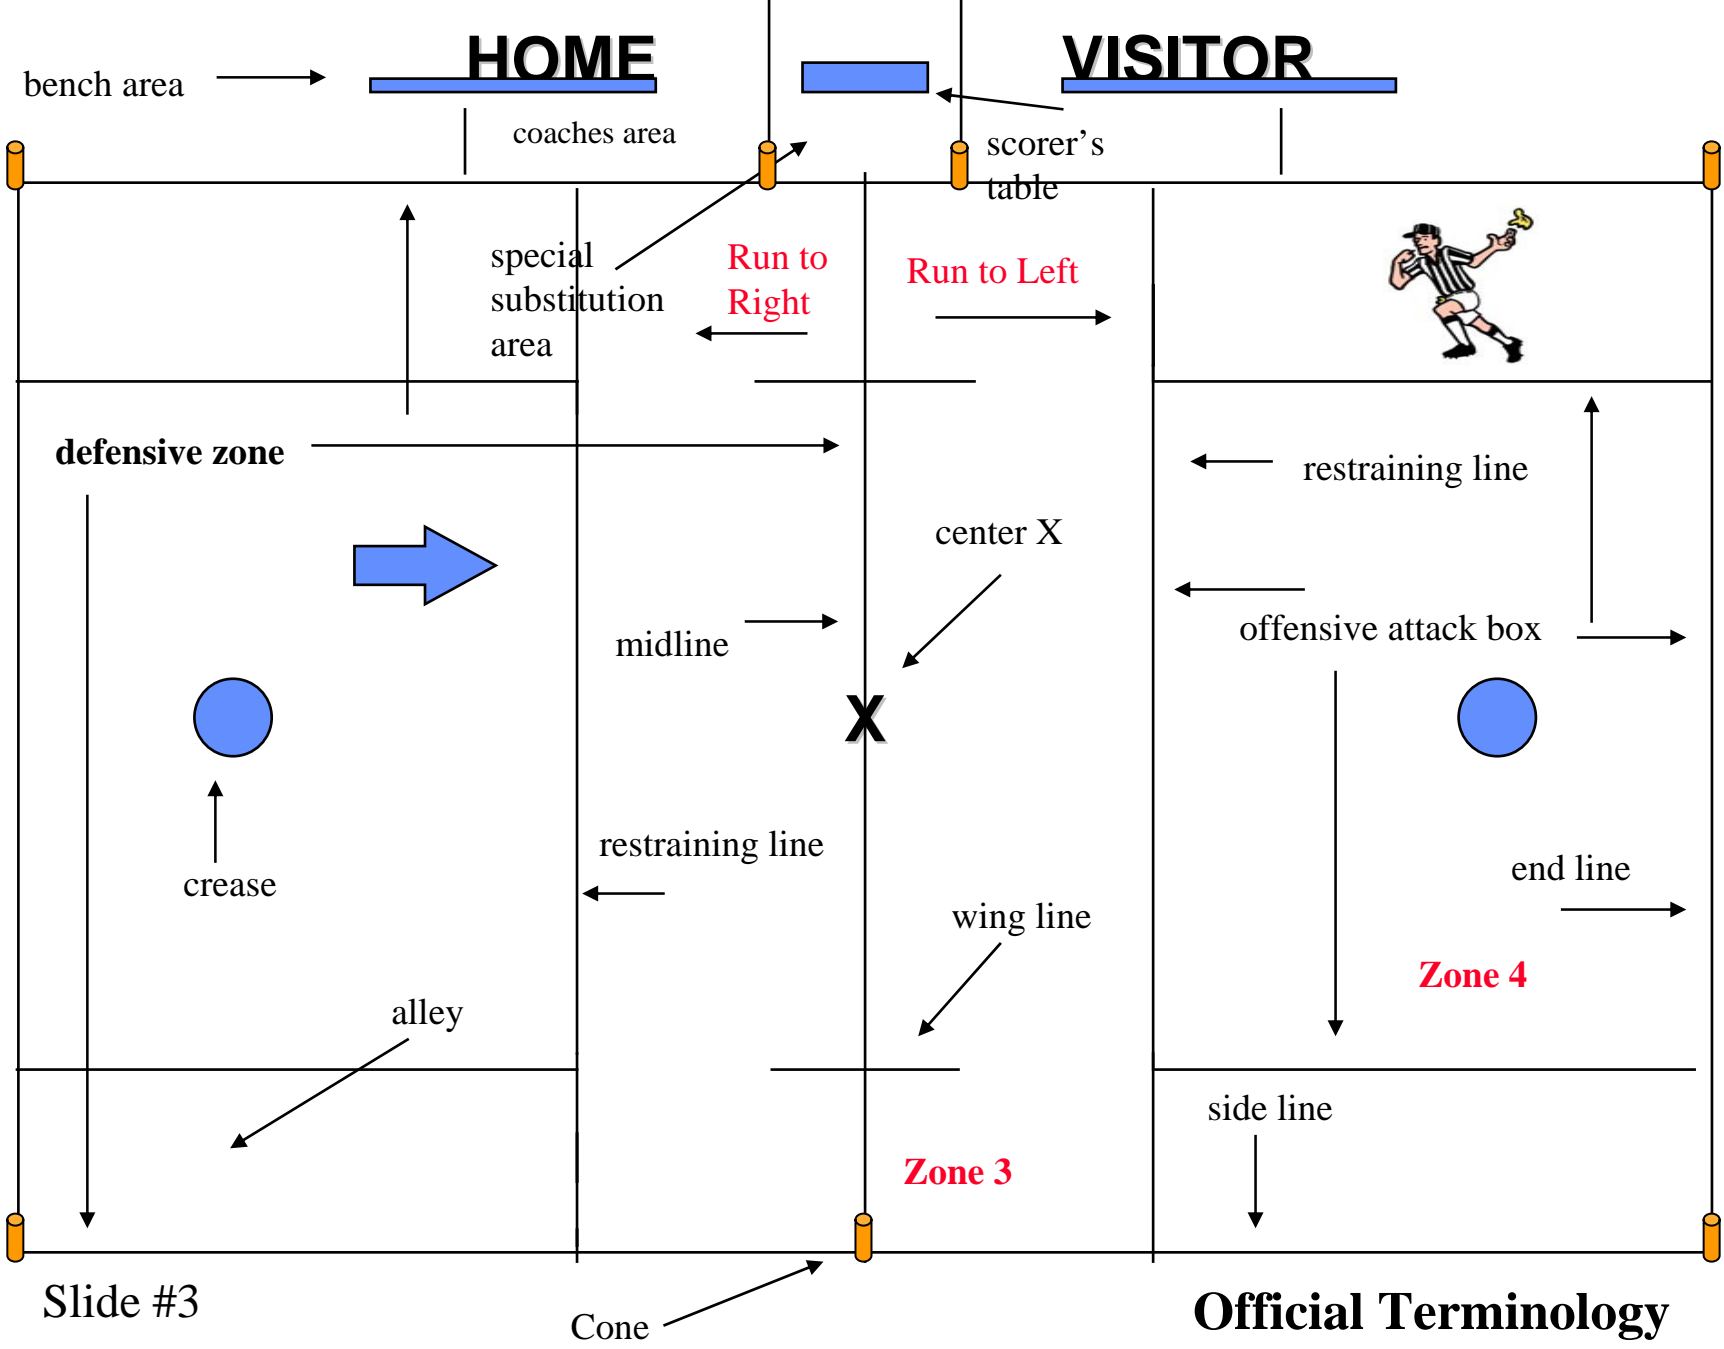 HOME
VISITOR
bench area
coaches area
scorer’s
table
special
substitution
area
Run to
Right
Run to Left
defensive zone
restraining line
center X
midline
offensive attack box
X
restraining line
crease
end line
wing line
Zone 4
alley
side line
Zone 3
Slide #3
Cone
Official Terminology